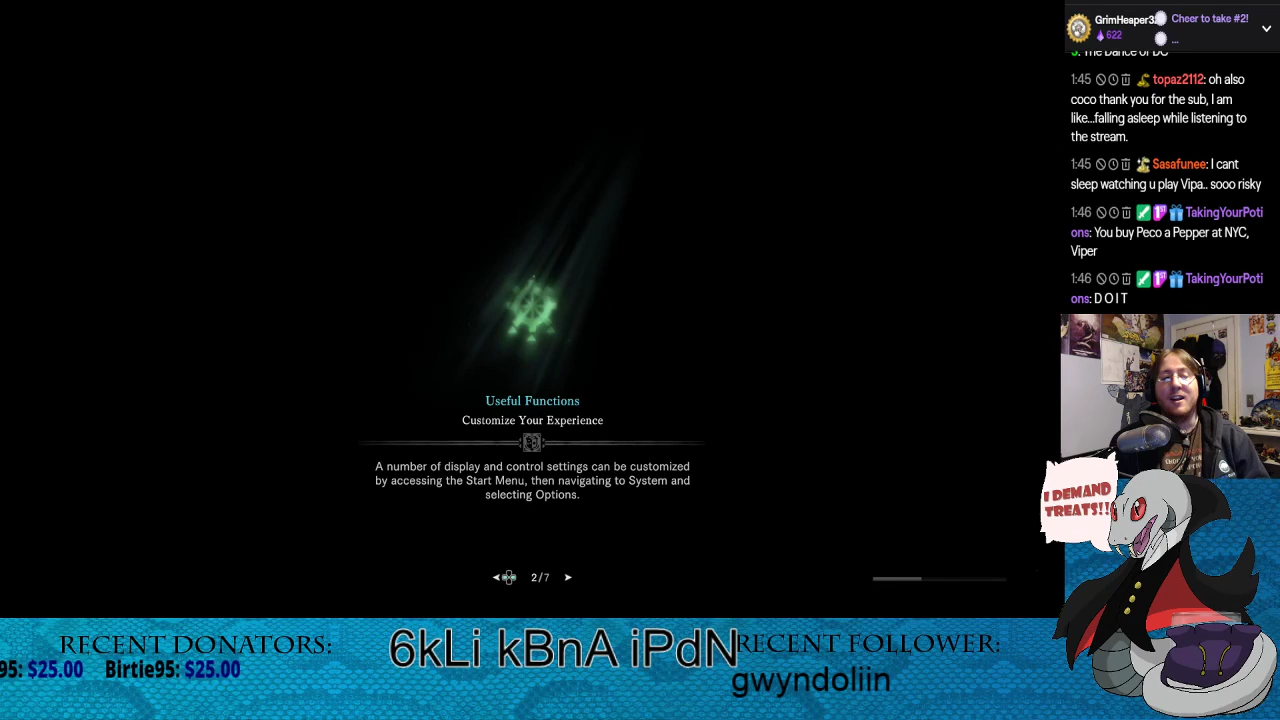 GrimHeaper3
622
Cheer to take #2!
...
S: The Dance of DC
1:45 topaz2112: oh also
coco thank you for the sub, I am
like...falling asleep while listening to
the stream.
1:45 Sasafunee: I cant
sleep watching u play Vipa.. sooo risky
1:46 TakingYourPoti
ons: You buy Peco a Pepper at NYC,
Viper
1:46 TakingYourPoti
ons: D O I T
Useful Functions
Customize Your Experience
A number of display and control settings can be customized
by accessing the Start Menu, then navigating to System and
selecting Options.
2/7
I DEMAND
TREATS!!
RECENT DONATORS:
95: $25.00 Birtie95: $25.00
6kLi kBnA iPdN
RECENT FOLLOWER:
gwyndoliin